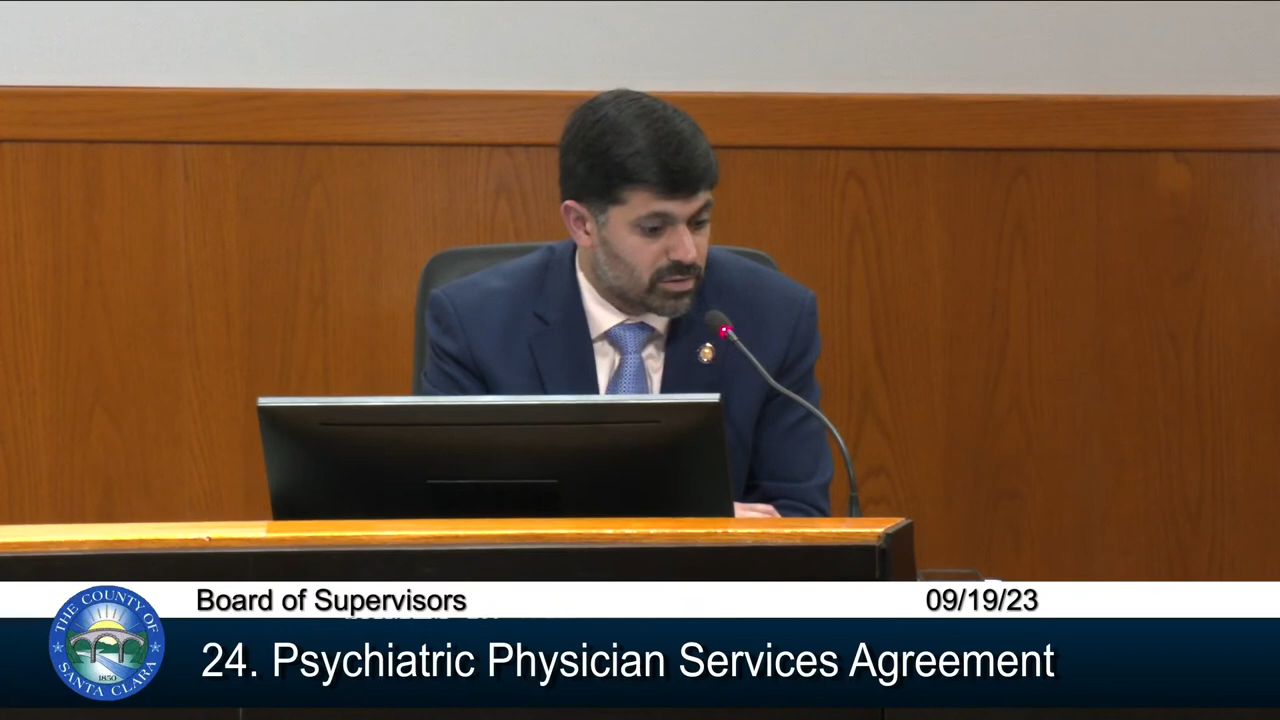 Board of Supervisors
09/19/23
24. Psychiatric Physician Services Agreement
THE COUNTY OF
SANTA CLARA
1850